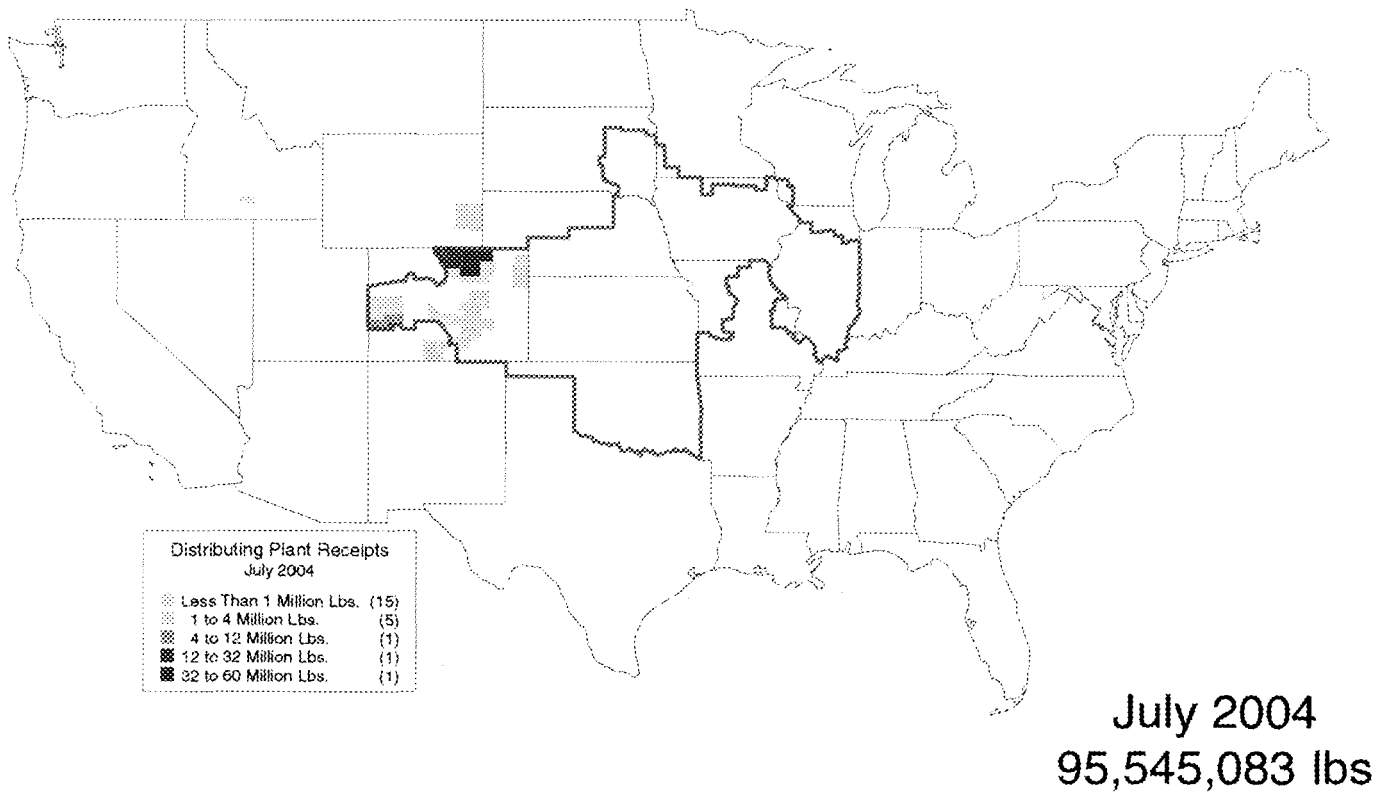 Distributing Plant Receipts
July 2004
Less Than 1 Million Lbs. (15)
1 to 4 Million Lbs. (5)
4 to 12 Million Lbs. (1)
12 to 32 Million Lbs. (1)
32 to 60 Million Lbs. (1)
July 2004
95,545,083 lbs